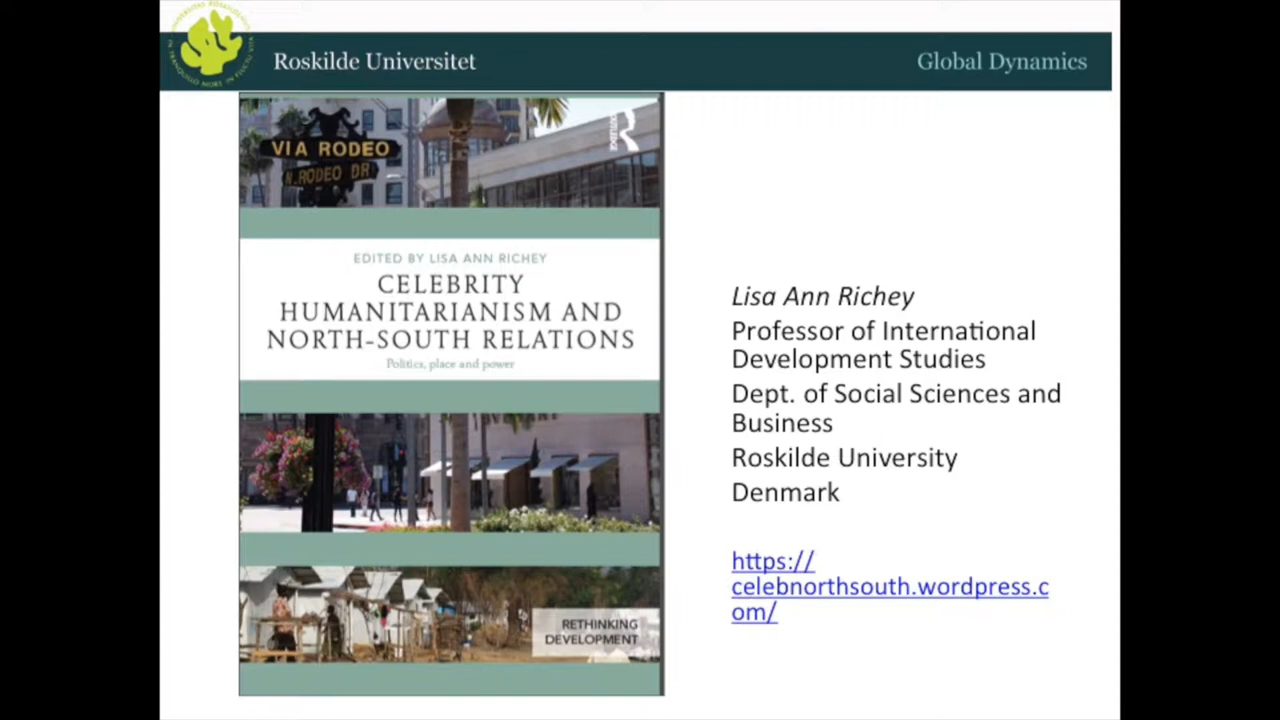 Roskilde Universitet
Global Dynamics
VIA RODEO
N. RODEO DR
ROUTLEDGE
EDITED BY LISA ANN RICHEY
CELEBRITY
HUMANITARIANISM AND
NORTH–SOUTH RELATIONS
Politics, place and power
RETHINKING
DEVELOPMENT
Lisa Ann Richey
Professor of International
Development Studies
Dept. of Social Sciences and
Business
Roskilde University
Denmark
https://
celebnorthsouth.wordpress.c
om/